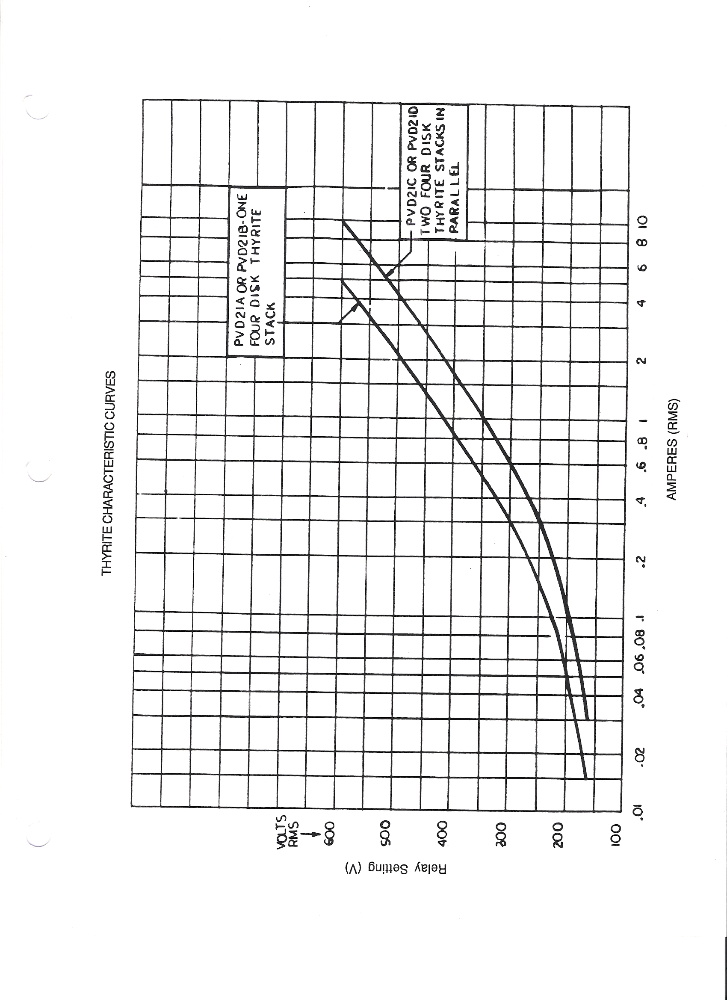 THYRITE CHARACTERISTIC CURVES
PVD21A OR PVD21B-ONE
FOUR DISK THYRITE
STACK
PVD21C OR PVD21D
TWO FOUR DISK
THYRITE STACKS IN
PARALLEL
VOLTS
RMS
600
500
400
300
200
100
Relay Setting (V)
.01 .02 .04 .06 .08 .1 .2 .4 .6 .8 1 2 4 6 8 10
AMPERES (RMS)